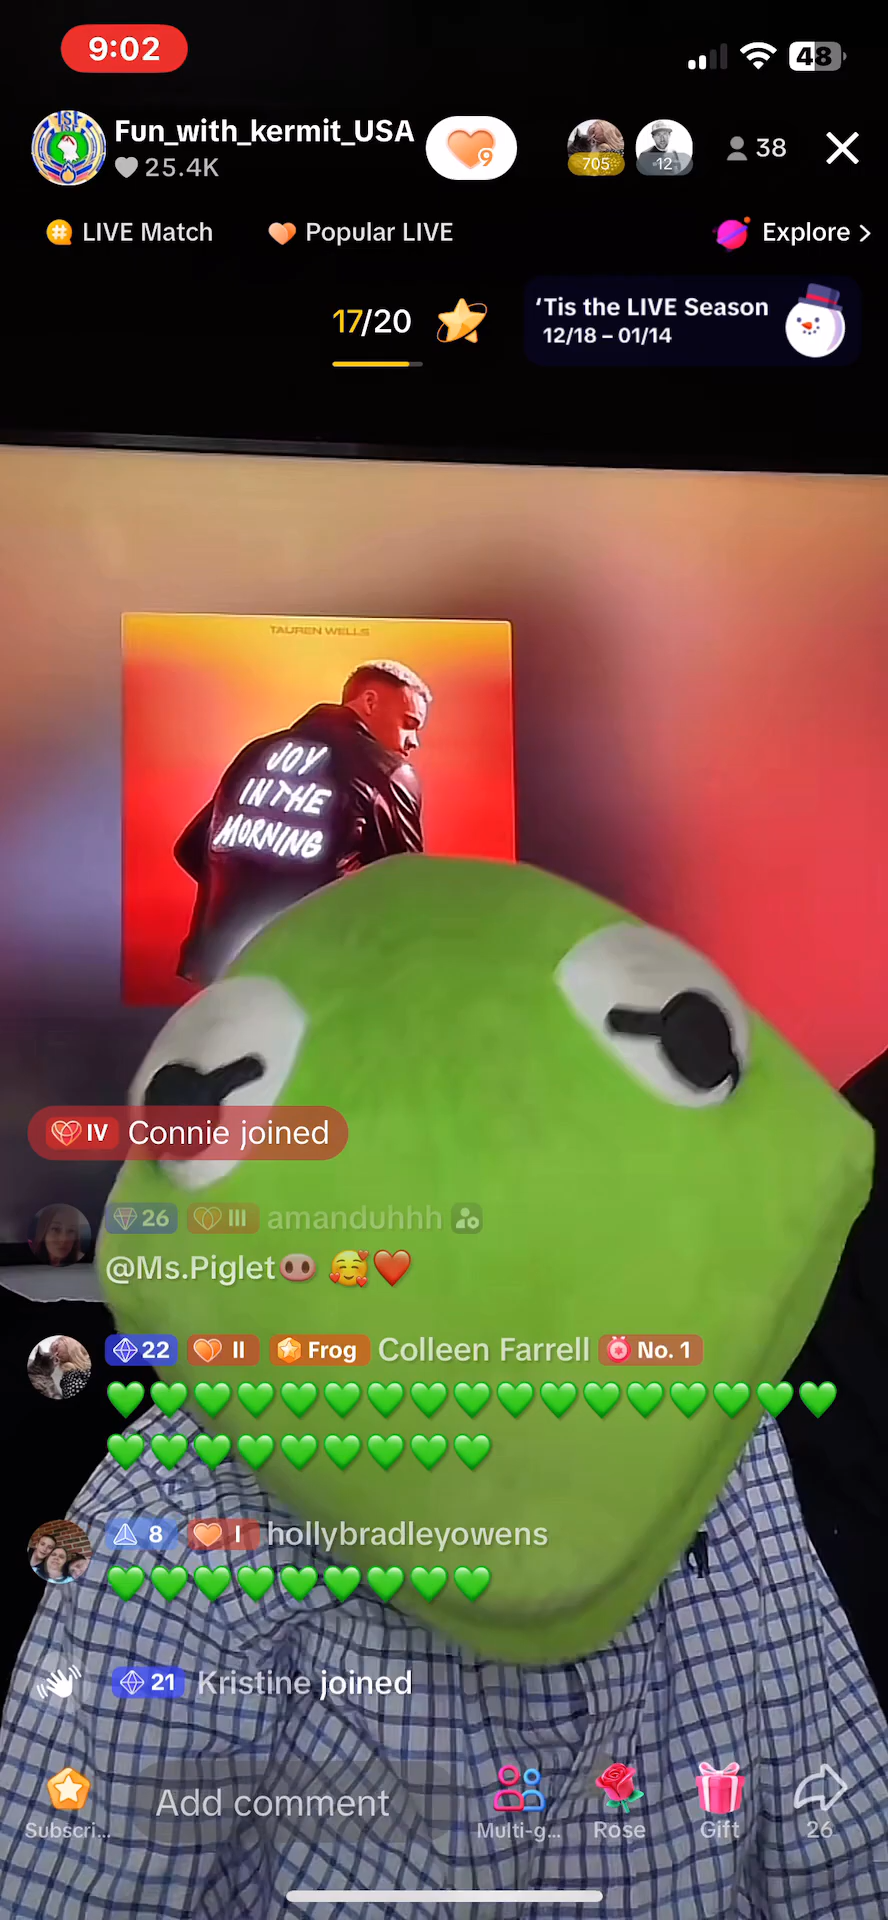 9:02
48
Fun_with_kermit_USA
25.4K
9
705
12
38
LIVE Match
Popular LIVE
Explore >
17/20
'Tis the LIVE Season
12/18 – 01/14
TAUREN WELLS
JOY
IN THE
MORNING
IV Connie joined
26 III amanduhhh
@Ms.Piglet🐽 🥰❤️
22 II Frog Colleen Farrell No. 1
💚💚💚💚💚💚💚💚💚💚💚💚💚💚💚💚💚
💚💚💚💚💚💚💚💚💚
8 I hollybradleyowens
💚💚💚💚💚💚💚💚💚
21 Kristine joined
Add comment
Subscri... Multi-g... Rose Gift 26